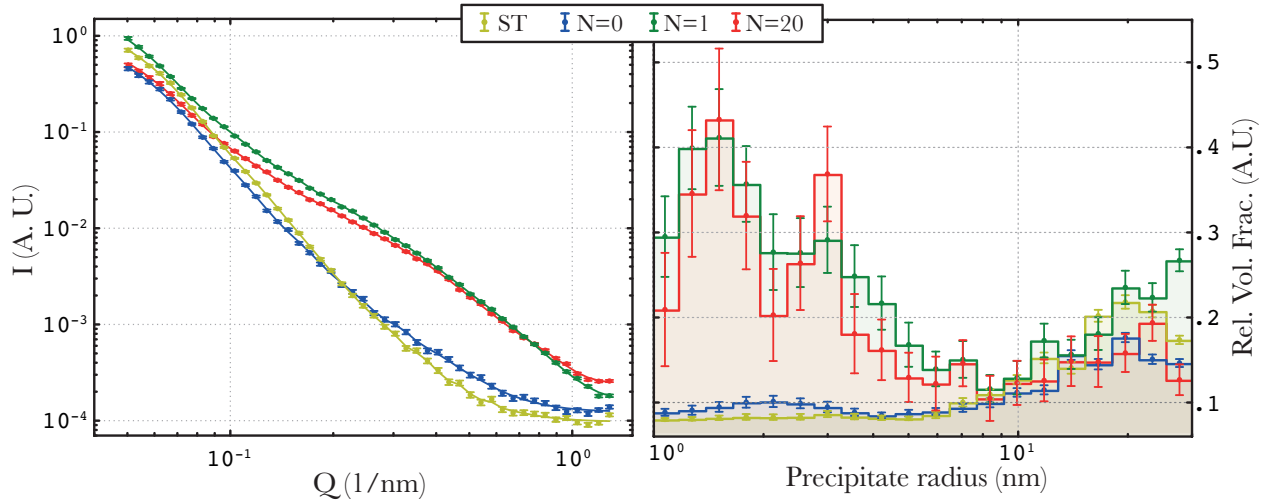 ST N=0 N=1 N=20
10⁰
10⁻¹
10⁻²
10⁻³
10⁻⁴
I (A. U.)
10⁻¹ 10⁰
Q (1/nm)
.5
.4
.3
.2
.1
Rel. Vol. Frac. (A.U.)
10⁰ 10¹
Precipitate radius (nm)